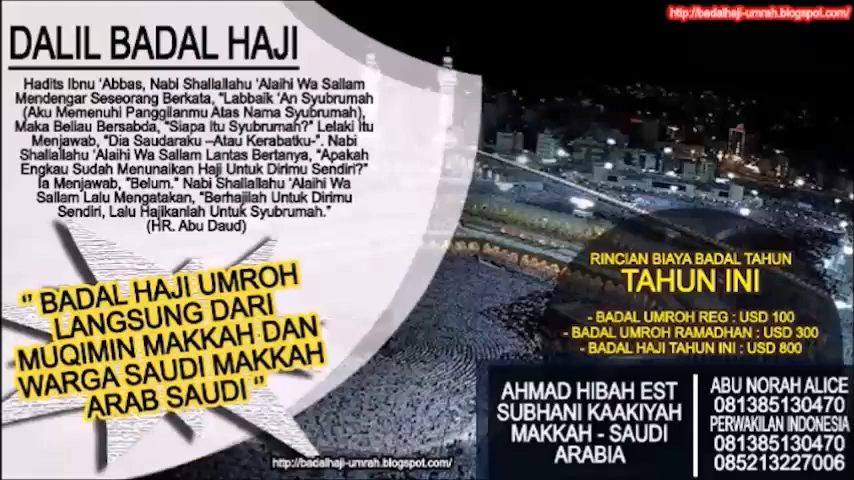 http://badalhaji-umrah.blogspot.com/
DALIL BADAL HAJI
Hadits Ibnu 'Abbas, Nabi Shallallahu 'Alaihi Wa Sallam
Mendengar Seseorang Berkata, "Labbaik 'An Syubrumah
(Aku Memenuhi Panggilanmu Atas Nama Syubrumah),
Maka Beliau Bersabda, "Siapa Itu Syubrumah?" Lelaki Itu
Menjawab, "Dia Saudaraku –Atau Kerabatku-". Nabi
Shallallahu 'Alaihi Wa Sallam Lantas Bertanya, "Apakah
Engkau Sudah Menunaikan Haji Untuk Dirimu Sendiri?"
Ia Menjawab, "Belum." Nabi Shallallahu 'Alaihi Wa
Sallam Lalu Mengatakan, "Berhajilah Untuk Dirimu
Sendiri, Lalu Hajikanlah Untuk Syubrumah."
(HR. Abu Daud)
" BADAL HAJI UMROH
LANGSUNG DARI
MUQIMIN MAKKAH DAN
WARGA SAUDI MAKKAH
ARAB SAUDI "
RINCIAN BIAYA BADAL TAHUN
TAHUN INI
- BADAL UMROH REG : USD 100
- BADAL UMROH RAMADHAN : USD 300
- BADAL HAJI TAHUN INI : USD 800
AHMAD HIBAH EST
SUBHANI KAAKIYAH
MAKKAH - SAUDI
ARABIA
ABU NORAH ALICE
081385130470
PERWAKILAN INDONESIA
081385130470
085213227006
http://badalhaji-umrah.blogspot.com/